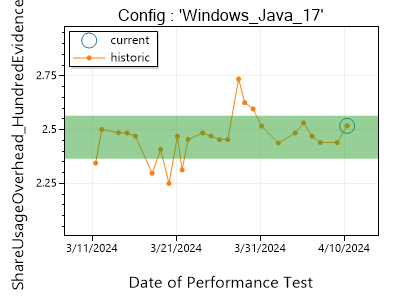 Config : 'Windows_Java_17'
ShareUsageOverhead_HundredEvidence
current
historic
2.75
2.5
2.25
3/11/2024
3/21/2024
3/31/2024
4/10/2024
Date of Performance Test